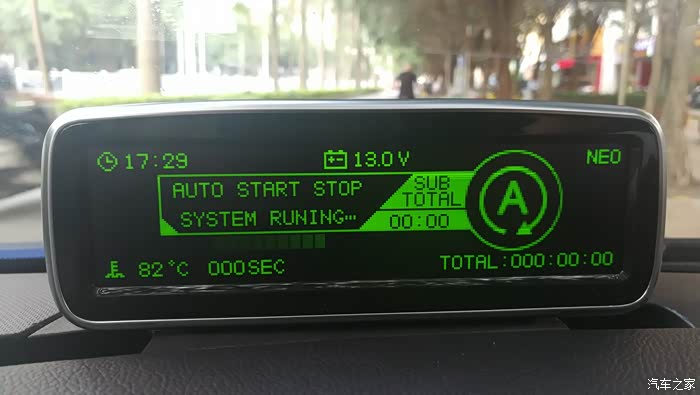 17:29
13.0 V
NEO
AUTO START STOP
SUB
TOTAL
SYSTEM RUNING…
00:00
A
82°C
000SEC
TOTAL:000:00:00
汽车之家